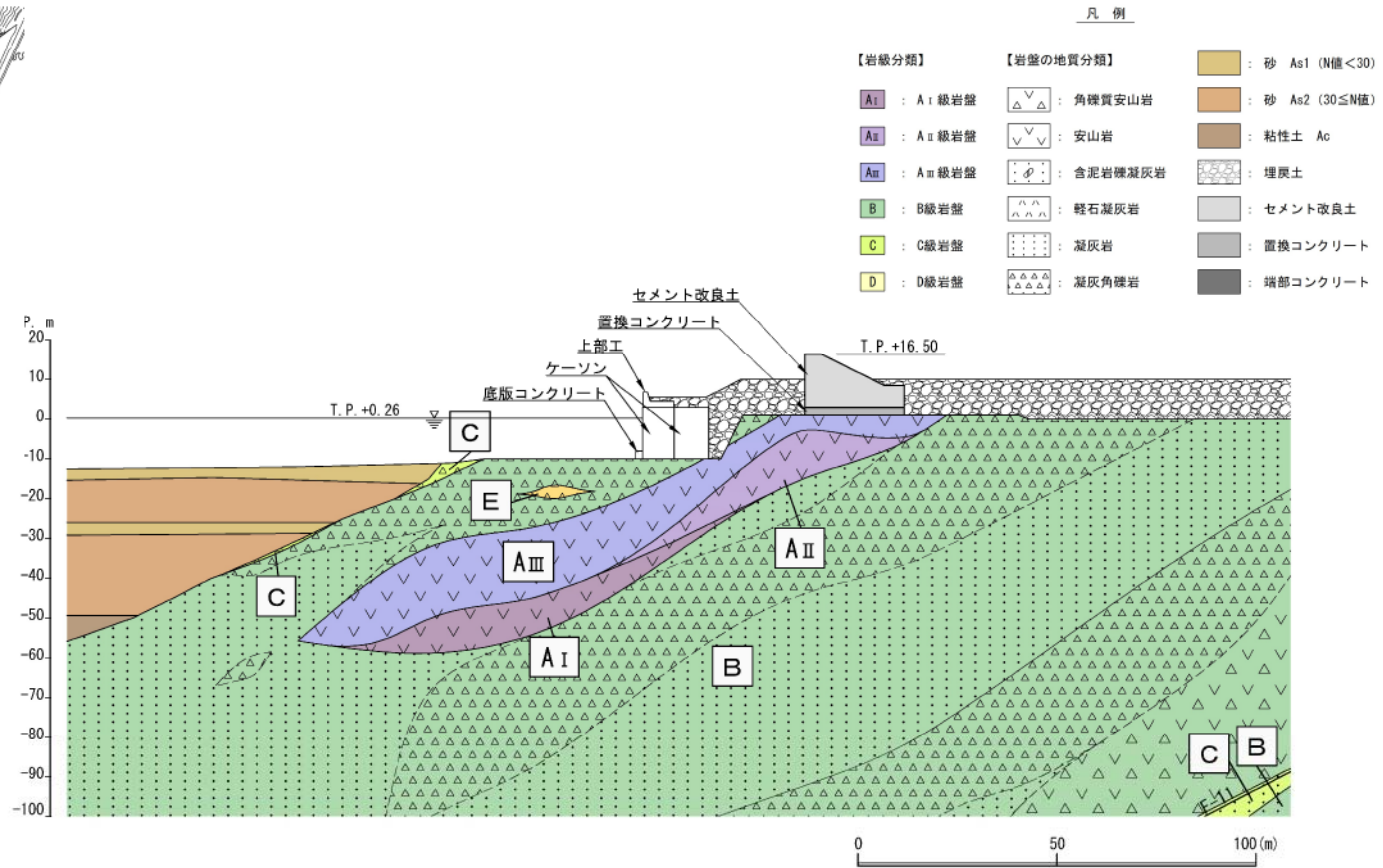 凡 例
【岩級分類】
AⅠ : AⅠ級岩盤
AⅡ : AⅡ級岩盤
AⅢ : AⅢ級岩盤
B : B級岩盤
C : C級岩盤
D : D級岩盤
【岩盤の地質分類】
: 角礫質安山岩
: 安山岩
: 含泥岩礫凝灰岩
: 軽石凝灰岩
: 凝灰岩
: 凝灰角礫岩
: 砂 As1 (N値<30)
: 砂 As2 (30≦N値)
: 粘性土 Ac
: 埋戻土
: セメント改良土
: 置換コンクリート
: 端部コンクリート
セメント改良土
置換コンクリート
上部工
ケーソン
底版コンクリート
T.P.+16.50
T.P.+0.26
P. m
20
10
0
-10
-20
-30
-40
-50
-60
-70
-80
-90
-100
C
E
AⅢ
AⅡ
C
AⅠ
B
C
B
F-11
0 50 100(m)